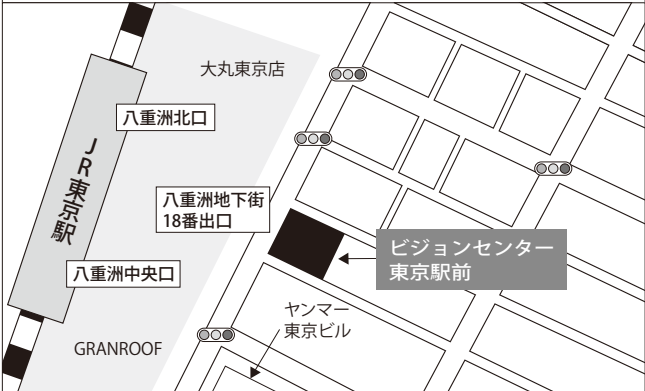 大丸東京店
八重洲北口
JR東京駅
八重洲地下街
18番出口
ビジョンセンター
東京駅前
八重洲中央口
ヤンマー
東京ビル
GRANROOF